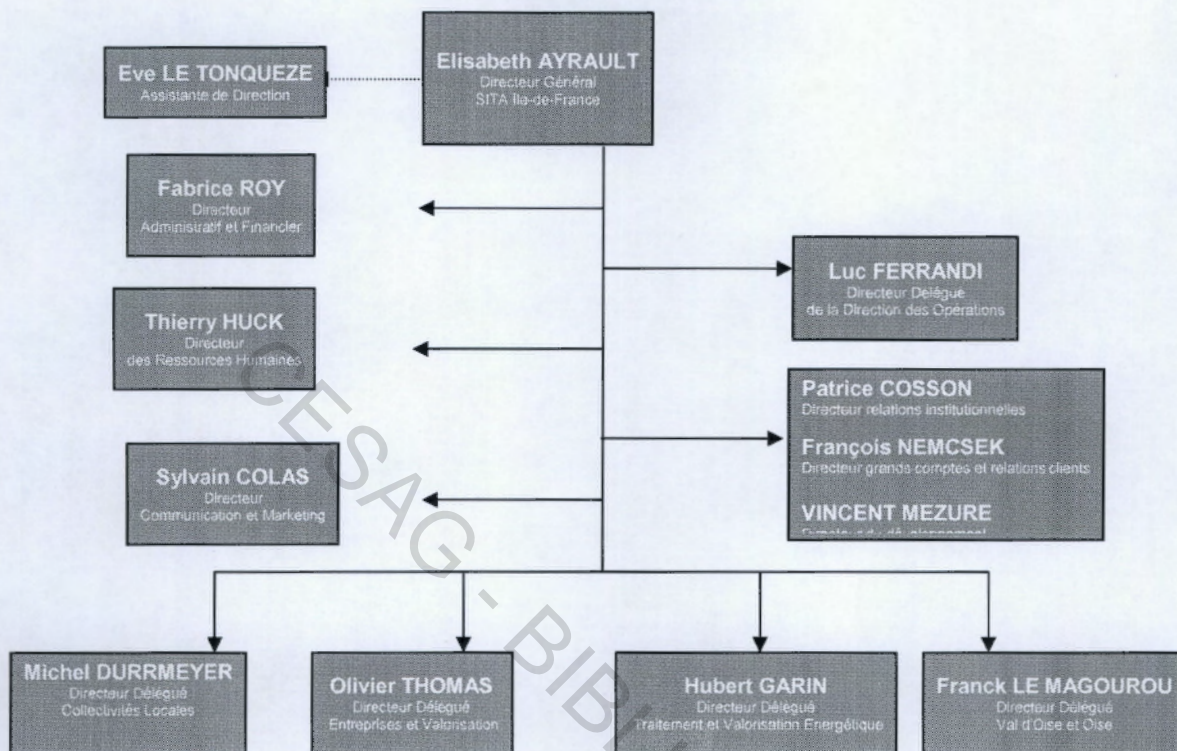 Eve LE TONQUEZE
Assistante de Direction
Elisabeth AYRAULT
Directeur Général
SITA Ile-de-France
Fabrice ROY
Directeur
Administratif et Financier
Luc FERRANDI
Directeur Délégué
de la Direction des Opérations
Thierry HUCK
Directeur
des Ressources Humaines
Patrice COSSON
Directeur relations institutionnelles
François NEMCSEK
Directeur grands comptes et relations clients
VINCENT MEZURE
Sylvain COLAS
Directeur
Communication et Marketing
Michel DURRMEYER
Directeur Délégué
Collectivités Locales
Olivier THOMAS
Directeur Délégué
Entreprises et Valorisation
Hubert GARIN
Directeur Délégué
Traitement et Valorisation Energétique
Franck LE MAGOUROU
Directeur Délégué
Val d'Oise et Oise
CESAG - BIBL